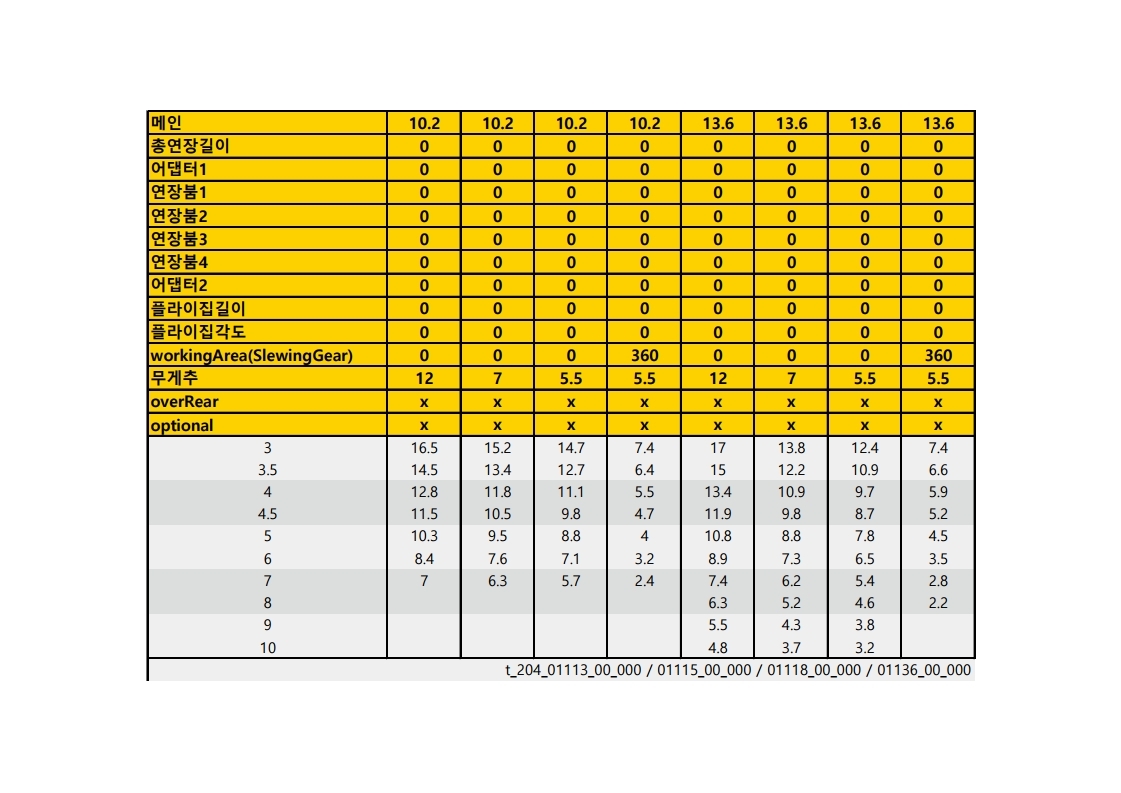 메인 10.2 10.2 10.2 10.2 13.6 13.6 13.6 13.6
총연장길이 0 0 0 0 0 0 0 0
어댑터1 0 0 0 0 0 0 0 0
연장붐1 0 0 0 0 0 0 0 0
연장붐2 0 0 0 0 0 0 0 0
연장붐3 0 0 0 0 0 0 0 0
연장붐4 0 0 0 0 0 0 0 0
어댑터2 0 0 0 0 0 0 0 0
플라이집길이 0 0 0 0 0 0 0 0
플라이집각도 0 0 0 0 0 0 0 0
workingArea(SlewingGear) 0 0 0 360 0 0 0 360
무게추 12 7 5.5 5.5 12 7 5.5 5.5
overRear x x x x x x x x
optional x x x x x x x x
3 16.5 15.2 14.7 7.4 17 13.8 12.4 7.4
3.5 14.5 13.4 12.7 6.4 15 12.2 10.9 6.6
4 12.8 11.8 11.1 5.5 13.4 10.9 9.7 5.9
4.5 11.5 10.5 9.8 4.7 11.9 9.8 8.7 5.2
5 10.3 9.5 8.8 4 10.8 8.8 7.8 4.5
6 8.4 7.6 7.1 3.2 8.9 7.3 6.5 3.5
7 7 6.3 5.7 2.4 7.4 6.2 5.4 2.8
8 6.3 5.2 4.6 2.2
9 5.5 4.3 3.8
10 4.8 3.7 3.2
t_204_01113_00_000 / 01115_00_000 / 01118_00_000 / 01136_00_000